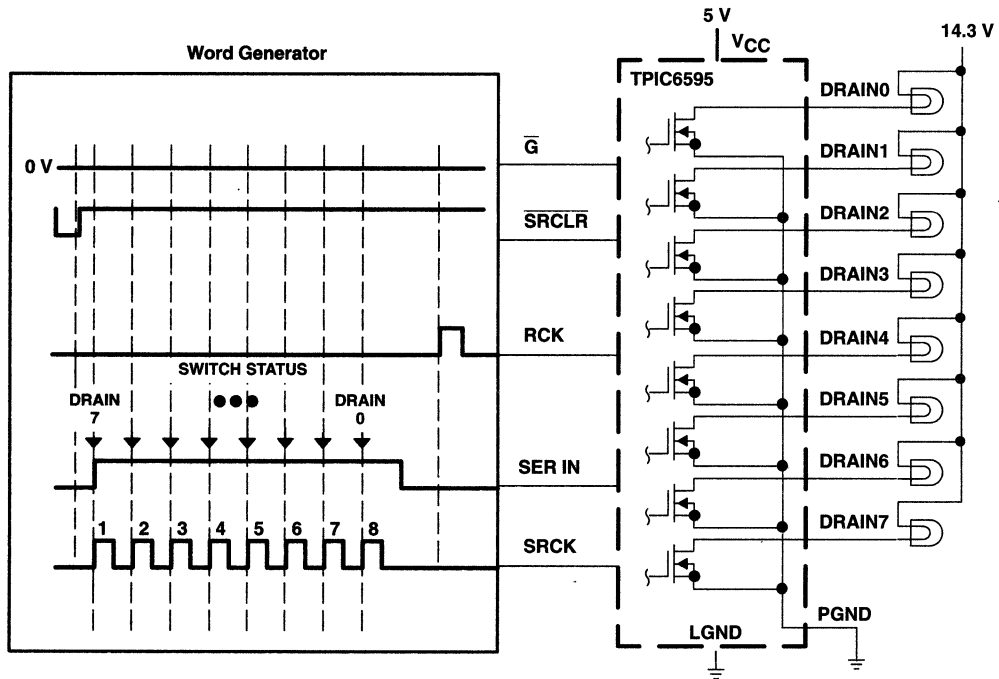 5 V
VCC
14.3 V
Word Generator
TPIC6595
DRAIN0
0 V
G
DRAIN1
SRCLR
DRAIN2
DRAIN3
RCK
DRAIN4
SWITCH STATUS
DRAIN
7
DRAIN
0
DRAIN5
SER IN
DRAIN6
1 2 3 4 5 6 7 8
SRCK
DRAIN7
LGND
PGND